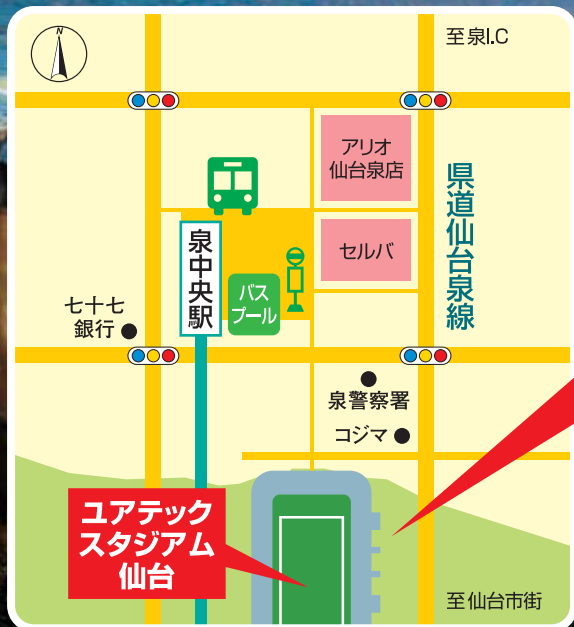 N
至泉I.C
アリオ
仙台泉店
県道仙台泉線
セルバ
泉中央駅
バス
プール
七十七
銀行
泉警察署
コジマ
ユアテック
スタジアム
仙台
至仙台市街